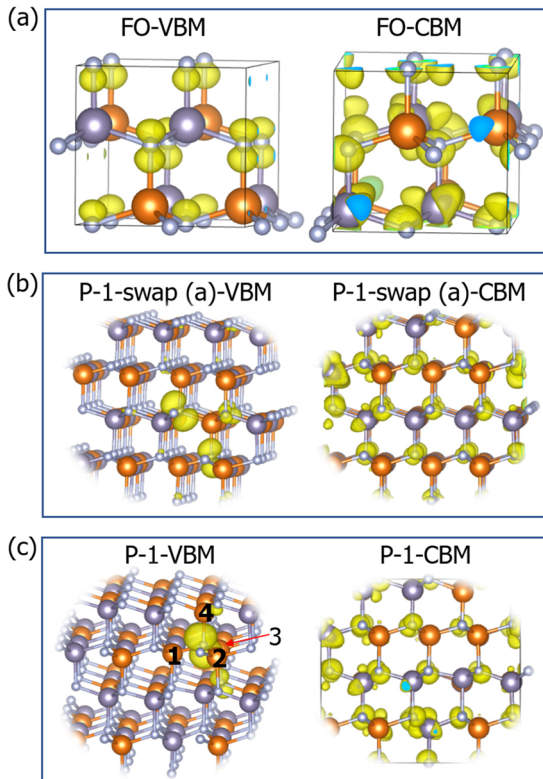 (a)
FO-VBM FO-CBM
(b)
P-1-swap (a)-VBM P-1-swap (a)-CBM
(c)
P-1-VBM P-1-CBM
4
3
1 2